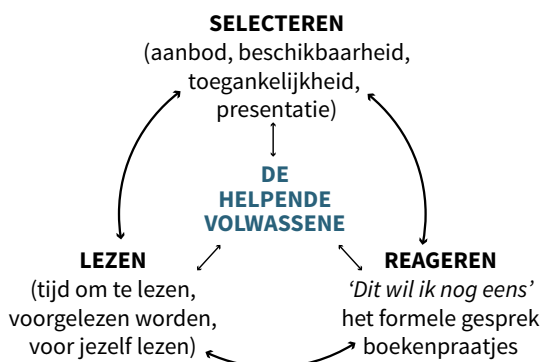 SELECTEREN
(aanbod, beschikbaarheid,
toegankelijkheid,
presentatie)
DE
HELPENDE
VOLWASSENE
LEZEN
(tijd om te lezen,
voorgelezen worden,
voor jezelf lezen)
REAGEREN
‘Dit wil ik nog eens’
het formele gesprek
boekenpraatjes